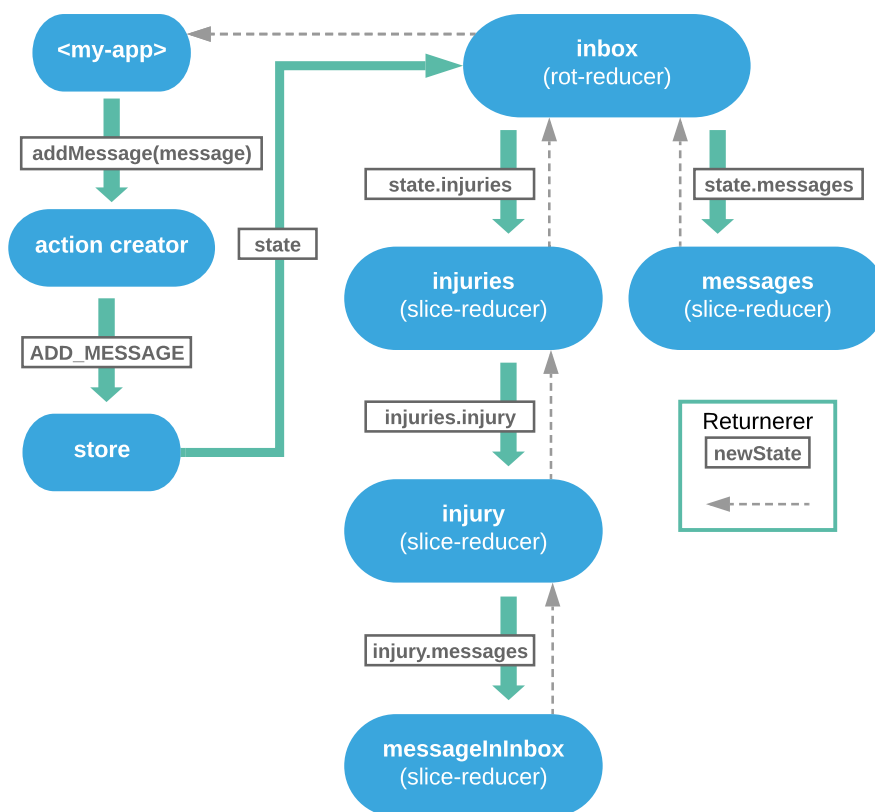 <my-app>
addMessage(message)
action creator
ADD_MESSAGE
store
state
inbox
(rot-reducer)
state.injuries
state.messages
injuries
(slice-reducer)
messages
(slice-reducer)
injuries.injury
injury
(slice-reducer)
injury.messages
messageInInbox
(slice-reducer)
Returnerer
newState